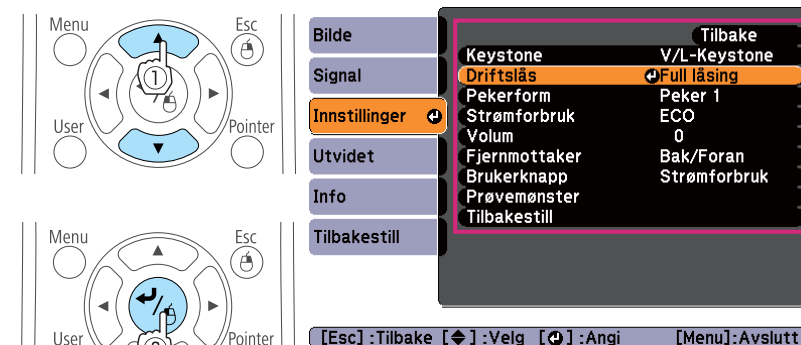 Menu Esc
①
User Pointer
Menu Esc
User Pointer
Bilde
Signal
Innstillinger
Utvidet
Info
Tilbakestill
Tilbake
Keystone V/L-Keystone
Driftslås Full låsing
Pekerform Peker 1
Strømforbruk ECO
Volum 0
Fjernmottaker Bak/Foran
Brukerknapp Strømforbruk
Prøvemønster
Tilbakestill
[Esc] :Tilbake [◆] :Velg [⏎] :Angi [Menu]:Avslutt